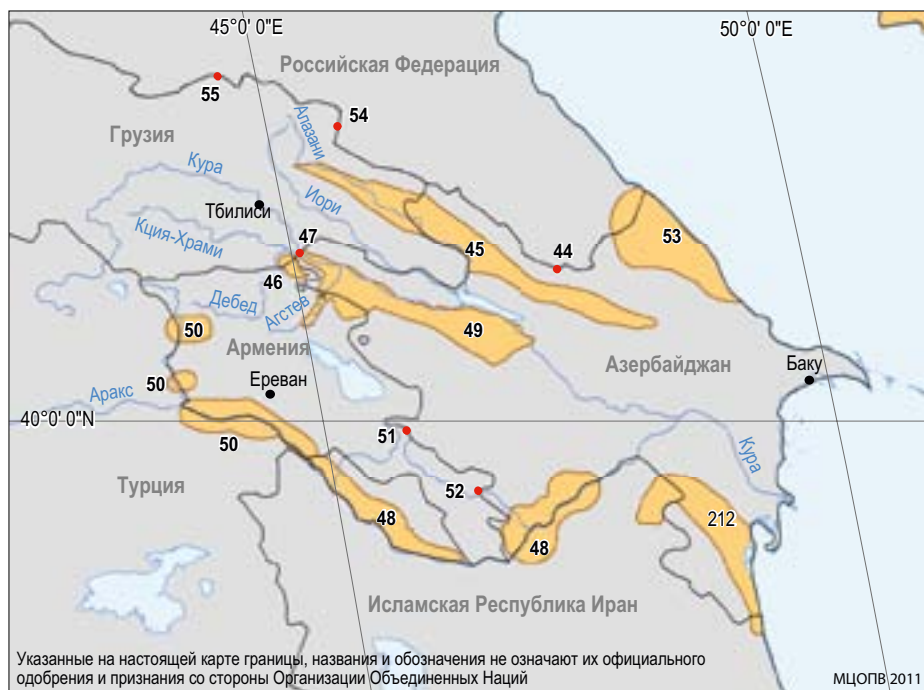 45°0' 0"E
50°0' 0"E
Российская Федерация
55
54
Алазани
Грузия
Кура
Иори
Тбилиси
Кция-Храми
47
45
44
53
46
Дебед
Агстев
50
49
Армения
Азербайджан
Баку
50
Ереван
Аракс
40°0' 0"N
50
51
Кура
Турция
52
48
48
212
Исламская Республика Иран
Указанные на настоящей карте границы, названия и обозначения не означают их официального
одобрения и признания со стороны Организации Объединенных Наций
МЦОПВ 2011